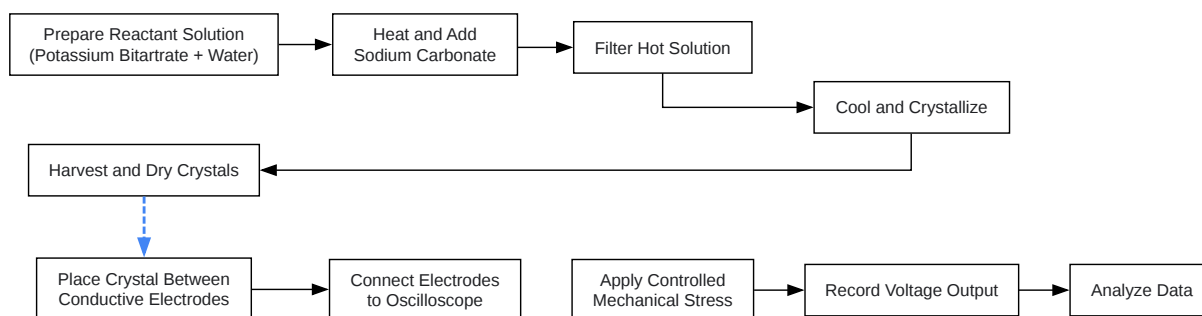 Prepare Reactant Solution
(Potassium Bitartrate + Water)
Heat and Add
Sodium Carbonate
Filter Hot Solution
Cool and Crystallize
Harvest and Dry Crystals
Place Crystal Between
Conductive Electrodes
Connect Electrodes
to Oscilloscope
Apply Controlled
Mechanical Stress
Record Voltage Output
Analyze Data